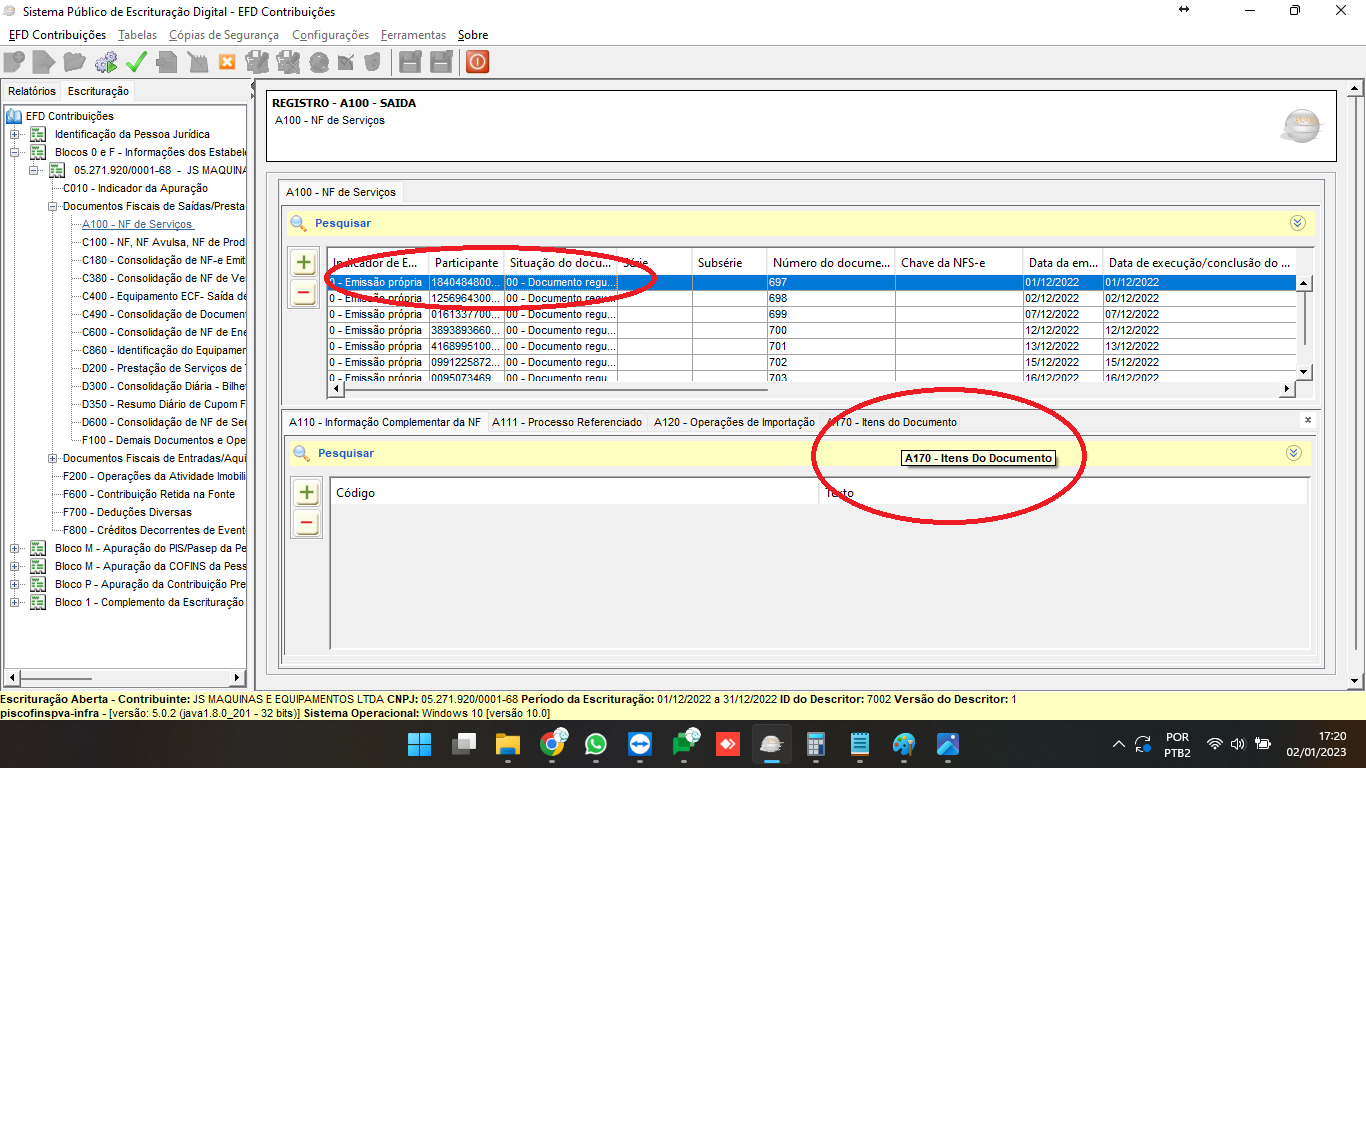 Sistema Público de Escrituração Digital - EFD Contribuições
EFD Contribuições Tabelas Cópias de Segurança Configurações Ferramentas Sobre
Relatórios Escrituração
EFD Contribuições
Identificação da Pessoa Jurídica
Blocos 0 e F - Informações dos Estabele
05.271.920/0001-68 - JS MAQUINA
C010 - Indicador da Apuração
Documentos Fiscais de Saídas/Presta
A100 - NF de Serviços
C100 - NF, NF Avulsa, NF de Prod
C180 - Consolidação de NF-e Emit
C380 - Consolidação de NF de Ve
C400 - Equipamento ECF- Saída de
C490 - Consolidação de Document
C600 - Consolidação de NF de Ene
C860 - Identificação do Equipamen
D200 - Prestação de Serviços de T
D300 - Consolidação Diária - Bilhet
D350 - Resumo Diário de Cupom F
D600 - Consolidação de NF de Ser
F100 - Demais Documentos e Ope
Documentos Fiscais de Entradas/Aqui
F200 - Operações da Atividade Imobili
F600 - Contribuição Retida na Fonte
F700 - Deduções Diversas
F800 - Créditos Decorrentes de Event
Bloco M - Apuração do PIS/Pasep da Pe
Bloco M - Apuração da COFINS da Pess
Bloco P - Apuração da Contribuição Pre
Bloco 1 - Complemento da Escrituração
REGISTRO - A100 - SAIDA
A100 - NF de Serviços
A100 - NF de Serviços
Pesquisar
Indicador de E... Participante Situação do docu... Série Subsérie Número do docume... Chave da NFS-e Data da em... Data de execução/conclusão do ...
0 - Emissão própria 1840484800... 00 - Documento regu... 697 01/12/2022 01/12/2022
0 - Emissão própria 1256964300... 00 - Documento regu... 698 02/12/2022 02/12/2022
0 - Emissão própria 0161337700... 00 - Documento regu... 699 07/12/2022 07/12/2022
0 - Emissão própria 3893893660... 00 - Documento regu... 700 12/12/2022 12/12/2022
0 - Emissão própria 4168995100... 00 - Documento regu... 701 13/12/2022 13/12/2022
0 - Emissão própria 0991225872... 00 - Documento regu... 702 15/12/2022 15/12/2022
0 - Emissão própria 0095073469 00 - Documento regu 703 16/12/2022 16/12/2022
A110 - Informação Complementar da NF A111 - Processo Referenciado A120 - Operações de Importação A170 - Itens do Documento
Pesquisar
A170 - Itens Do Documento
Código Texto
Escrituração Aberta - Contribuinte: JS MAQUINAS E EQUIPAMENTOS LTDA CNPJ: 05.271.920/0001-68 Período da Escrituração: 01/12/2022 a 31/12/2022 ID do Descritor: 7002 Versão do Descritor: 1
piscofinspva-infra - [versão: 5.0.2 (java1.8.0_201 - 32 bits)] Sistema Operacional: Windows 10 [versão 10.0]
POR
PTB2
17:20
02/01/2023